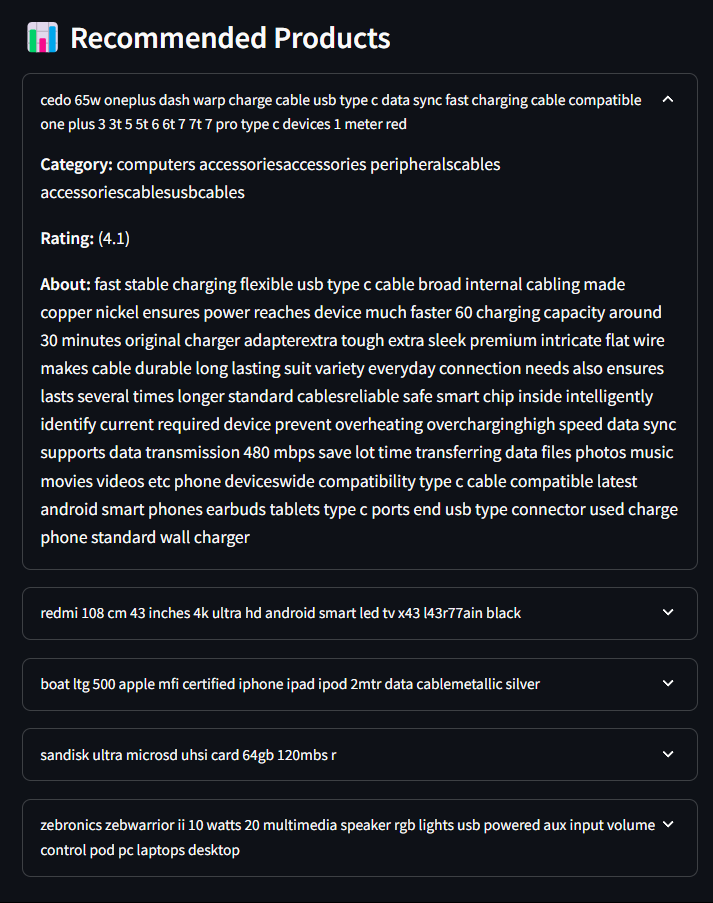 Recommended Products
cedo 65w oneplus dash warp charge cable usb type c data sync fast charging cable compatible
one plus 3 3t 5 5t 6 6t 7 7t 7 pro type c devices 1 meter red
Category: computers accessoriesaccessories peripheralscables
accessoriescablesusbcables
Rating: (4.1)
About: fast stable charging flexible usb type c cable broad internal cabling made
copper nickel ensures power reaches device much faster 60 charging capacity around
30 minutes original charger adapterextra tough extra sleek premium intricate flat wire
makes cable durable long lasting suit variety everyday connection needs also ensures
lasts several times longer standard cablesreliable safe smart chip inside intelligently
identify current required device prevent overheating overcharginghigh speed data sync
supports data transmission 480 mbps save lot time transferring data files photos music
movies videos etc phone deviceswide compatibility type c cable compatible latest
android smart phones earbuds tablets type c ports end usb type connector used charge
phone standard wall charger
redmi 108 cm 43 inches 4k ultra hd android smart led tv x43 l43r77ain black
boat ltg 500 apple mfi certified iphone ipad ipod 2mtr data cablemetallic silver
sandisk ultra microsd uhsi card 64gb 120mbs r
zebronics zebwarrior ii 10 watts 20 multimedia speaker rgb lights usb powered aux input volume
control pod pc laptops desktop